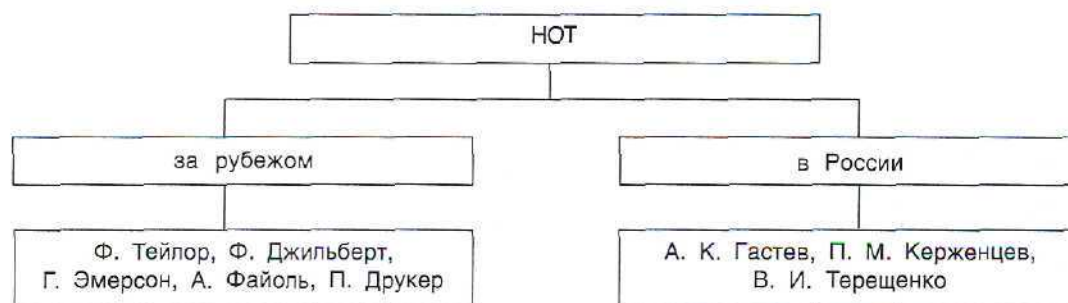 НОТ
за рубежом
в России
Ф. Тейлор, Ф. Джильберт,
Г. Эмерсон, А. Файоль, П. Друкер
А. К. Гастев, П. М. Керженцев,
В. И. Терещенко